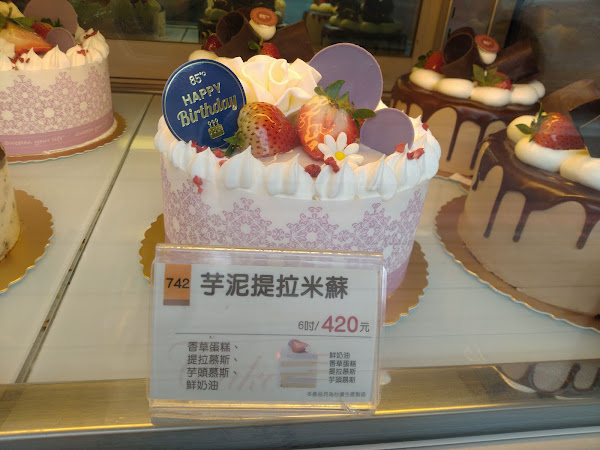 85°C
HAPPY
Birthday
742
芋泥提拉米蘇
6吋/420元
香草蛋糕、
提拉慕斯、
芋頭慕斯、
鮮奶油
鮮奶油
香草蛋糕
提拉慕斯
芋頭慕斯